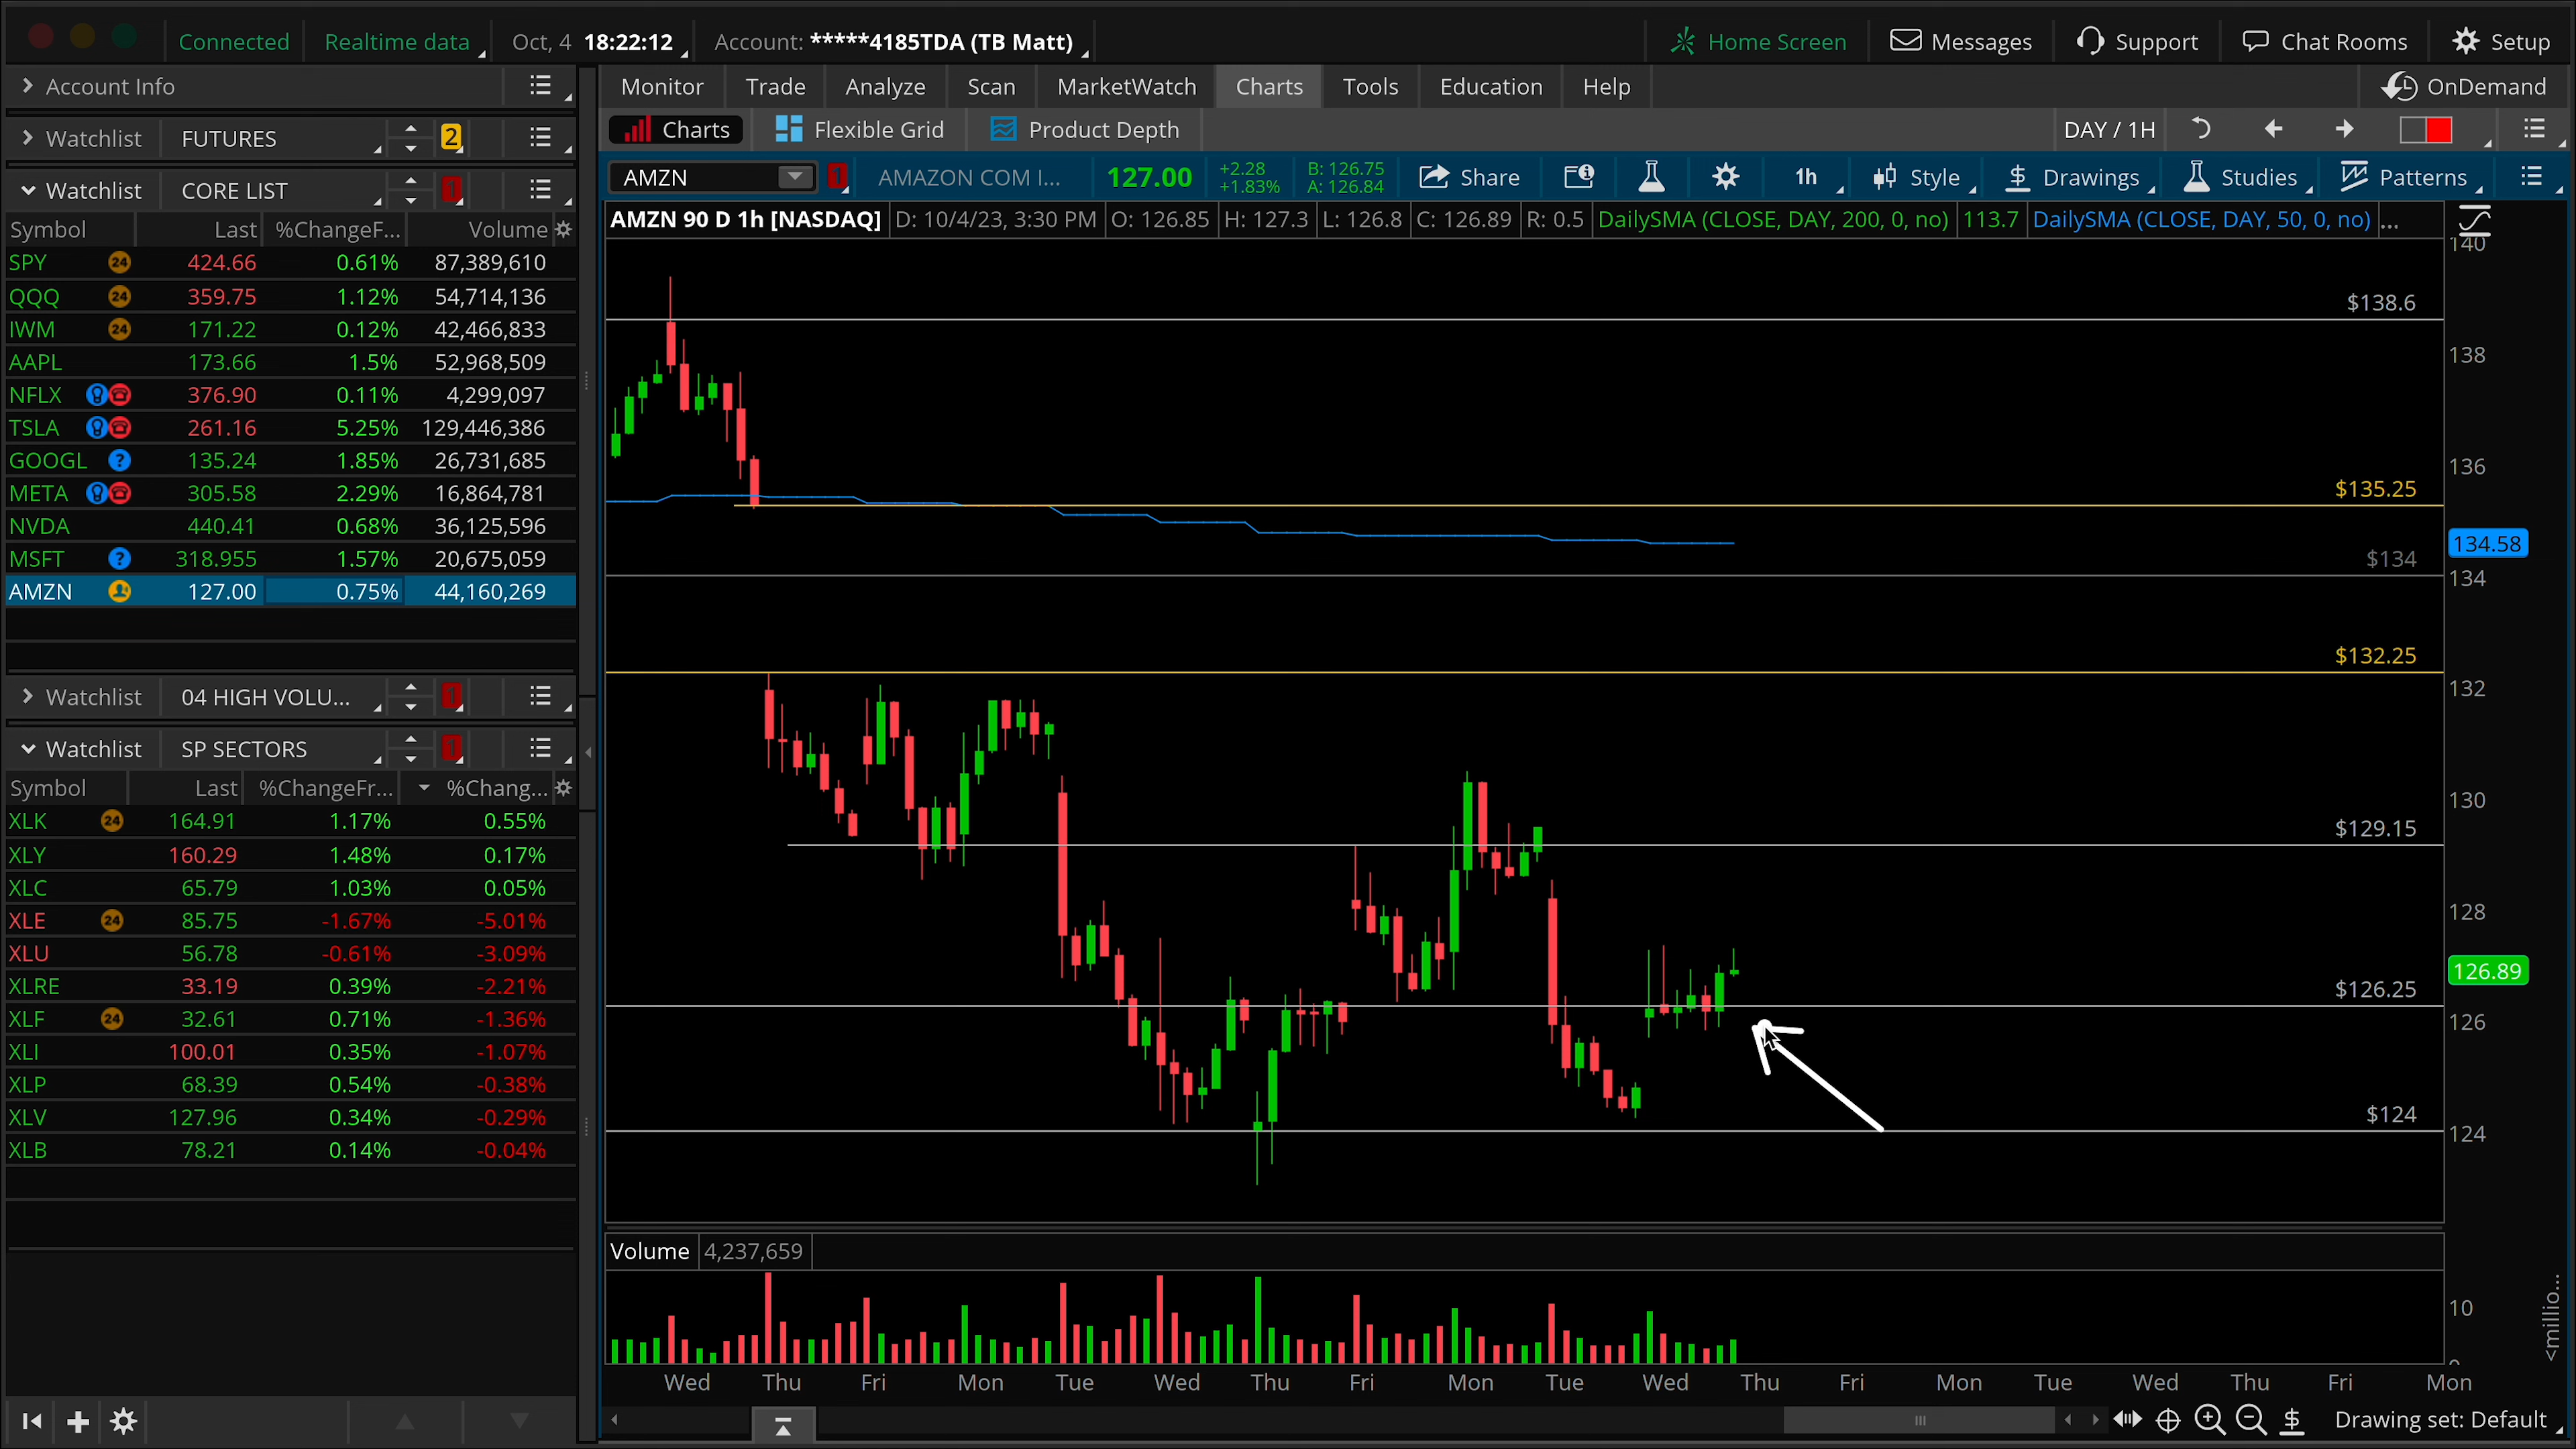 Connected Realtime data Oct, 4 18:22:12 Account: *****4185TDA (TB Matt) Home Screen Messages Support Chat Rooms Setup
Account Info
Monitor Trade Analyze Scan MarketWatch Charts Tools Education Help OnDemand
Watchlist FUTURES 2
Charts Flexible Grid Product Depth DAY / 1H
Watchlist CORE LIST 1
AMZN 1 AMAZON COM I... 127.00 +2.28 +1.83% B: 126.75 A: 126.84 Share 1h Style Drawings Studies Patterns
AMZN 90 D 1h [NASDAQ] D: 10/4/23, 3:30 PM O: 126.85 H: 127.3 L: 126.8 C: 126.89 R: 0.5 DailySMA (CLOSE, DAY, 200, 0, no) 113.7 DailySMA (CLOSE, DAY, 50, 0, no) ...
Symbol Last %ChangeF... Volume
SPY 24 424.66 0.61% 87,389,610
QQQ 24 359.75 1.12% 54,714,136
IWM 24 171.22 0.12% 42,466,833
AAPL 173.66 1.5% 52,968,509
NFLX 376.90 0.11% 4,299,097
TSLA 261.16 5.25% 129,446,386
GOOGL ? 135.24 1.85% 26,731,685
META 305.58 2.29% 16,864,781
NVDA 440.41 0.68% 36,125,596
MSFT ? 318.955 1.57% 20,675,059
AMZN 127.00 0.75% 44,160,269
Watchlist 04 HIGH VOLU... 1
Watchlist SP SECTORS 1
Symbol Last %ChangeFr... %Chang...
XLK 24 164.91 1.17% 0.55%
XLY 160.29 1.48% 0.17%
XLC 65.79 1.03% 0.05%
XLE 24 85.75 -1.67% -5.01%
XLU 56.78 -0.61% -3.09%
XLRE 33.19 0.39% -2.21%
XLF 24 32.61 0.71% -1.36%
XLI 100.01 0.35% -1.07%
XLP 68.39 0.54% -0.38%
XLV 127.96 0.34% -0.29%
XLB 78.21 0.14% -0.04%
140
$138.6
138
136
$135.25
134.58
$134
134
$132.25
132
130
$129.15
128
126.89
$126.25
126
$124
124
Volume 4,237,659
10
<millio...
0
Wed Thu Fri Mon Tue Wed Thu Fri Mon Tue Wed Thu Fri Mon Tue Wed Thu Fri Mon
Drawing set: Default